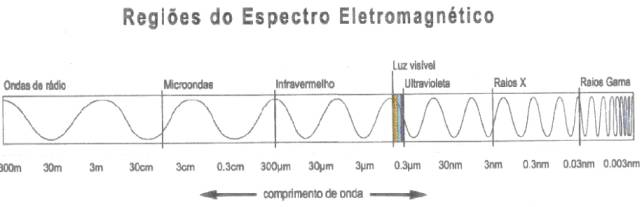 Regiões do Espectro Eletromagnético
Luz visível
Ondas de rádio Microondas Infravermelho Ultravioleta Raios X Raios Gama
300m 30m 3m 30cm 3cm 0.3cm 300µm 30µm 3µm 0.3µm 30nm 3nm 0.3nm 0.03nm 0.003nm
comprimento de onda